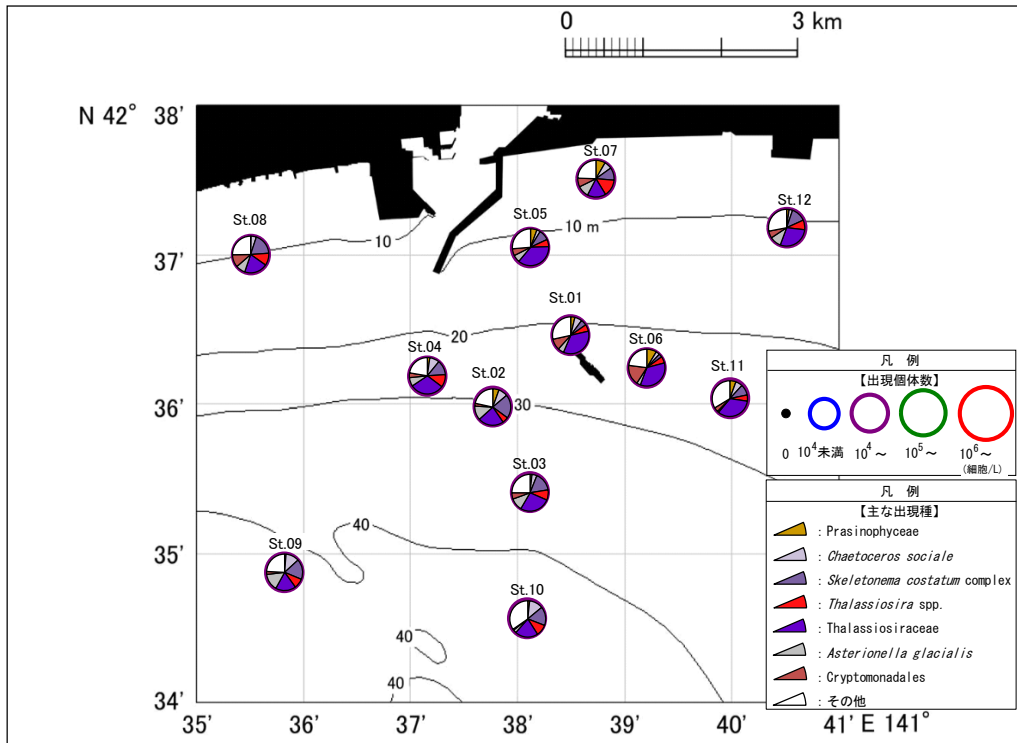 0 3 km
N 42° 38'
St.07
St.12
St.08
St.05
10 m
10
37'
St.01
20
St.04
St.06
St.02
St.11
36'
30
St.03
40
St.09
35'
St.10
40
40
34'
35' 36' 37' 38' 39' 40' 41' E 141°
凡 例
【出現個体数】
0 10⁴未満 10⁴~ 10⁵~ 10⁶~
(細胞/L)
凡 例
【主な出現種】
: Prasinophyceae
: Chaetoceros sociale
: Skeletonema costatum complex
: Thalassiosira spp.
: Thalassiosiraceae
: Asterionella glacialis
: Cryptomonadales
: その他